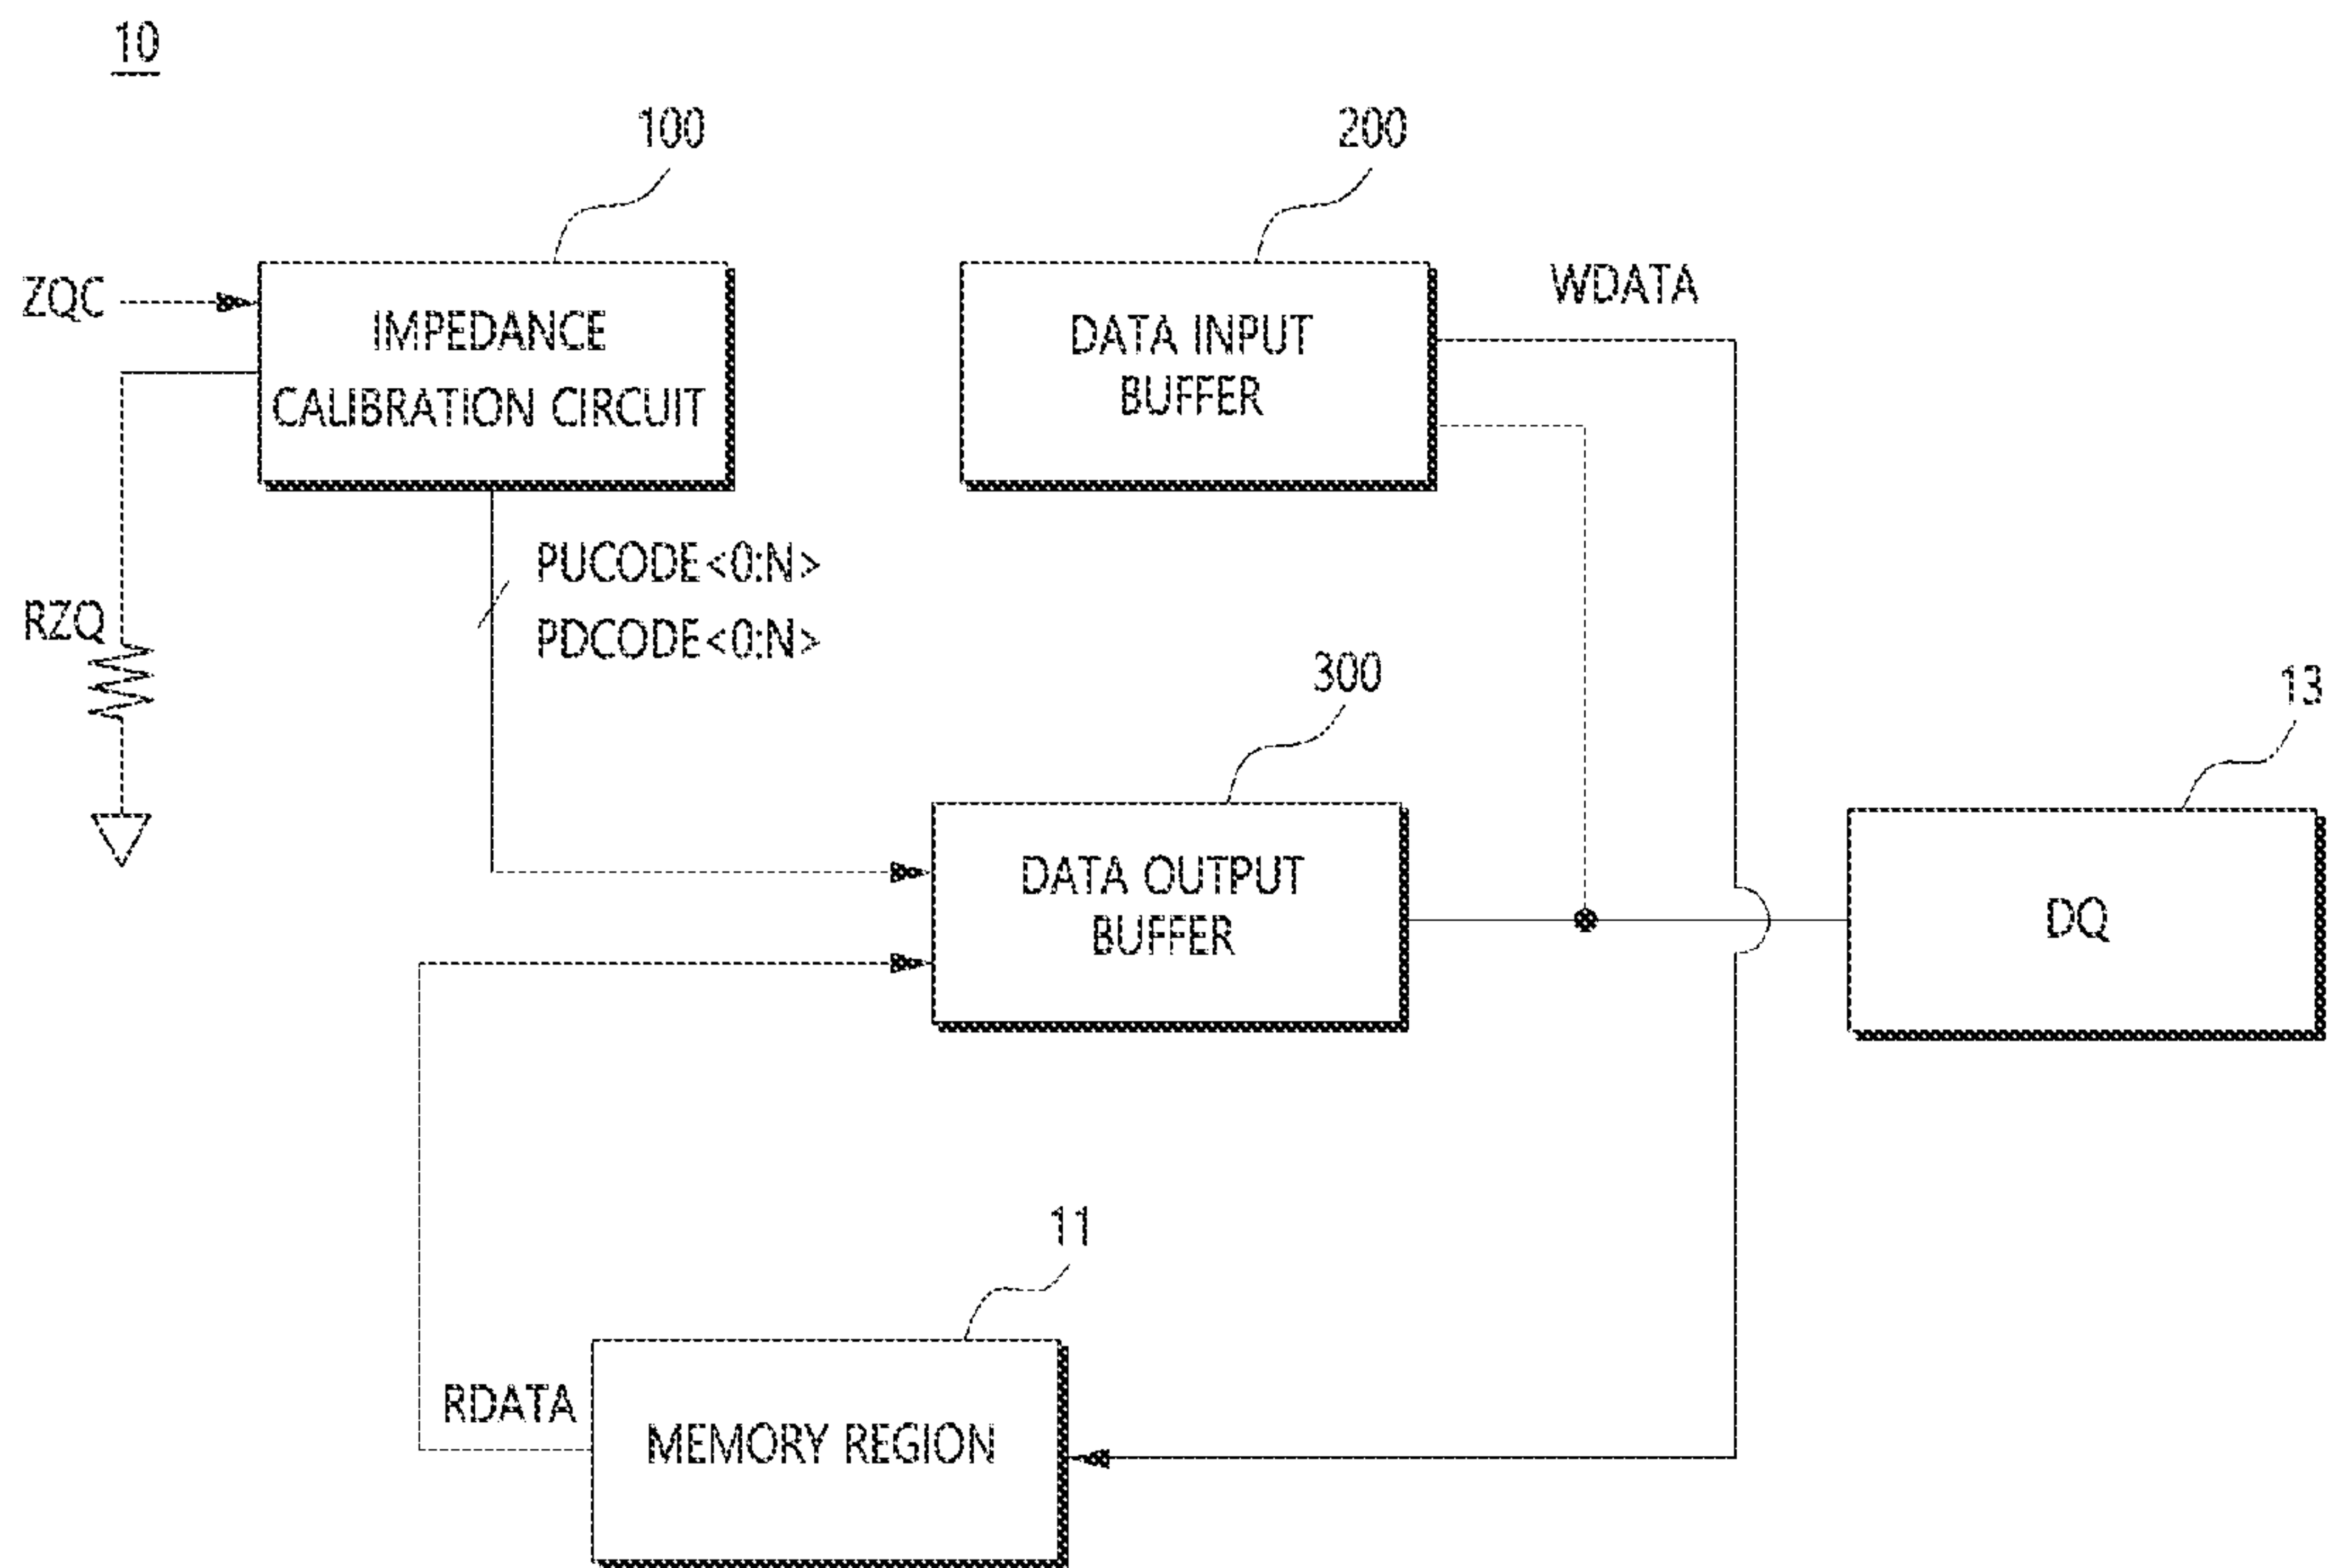 10
100
200
ZQC
IMPEDANCE
CALIBRATION CIRCUIT
DATA INPUT
BUFFER
WDATA
PUCODE<0:N>
PDCODE<0:N>
RZQ
300
13
DATA OUTPUT
BUFFER
DQ
11
RDATA
MEMORY REGION